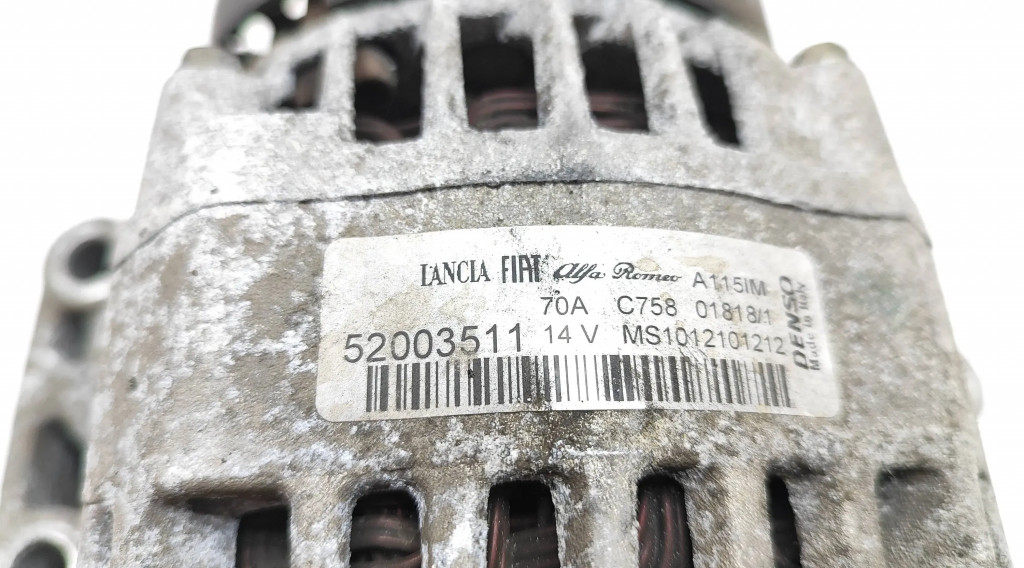 LANCIA FIAT Alfa Romeo A115IM
70A C758 01818/1
52003511 14 V MS1012101212
DENSO
Made in Italy